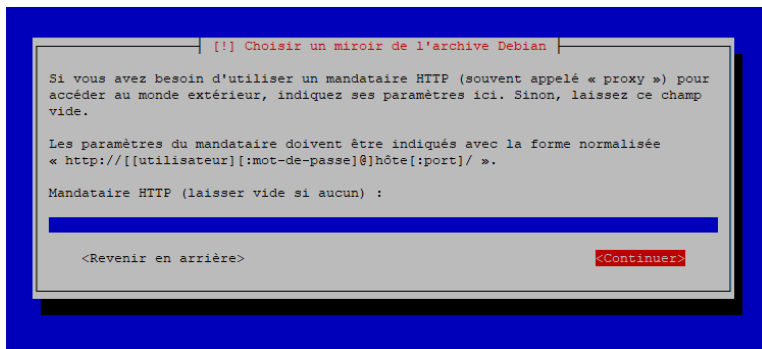 [!] Choisir un miroir de l'archive Debian
Si vous avez besoin d'utiliser un mandataire HTTP (souvent appelé « proxy ») pour
accéder au monde extérieur, indiquez ses paramètres ici. Sinon, laissez ce champ
vide.
Les paramètres du mandataire doivent être indiqués avec la forme normalisée
« http://[[utilisateur][:mot-de-passe]@]hôte[:port]/ ».
Mandataire HTTP (laisser vide si aucun) :
<Revenir en arrière> <Continuer>